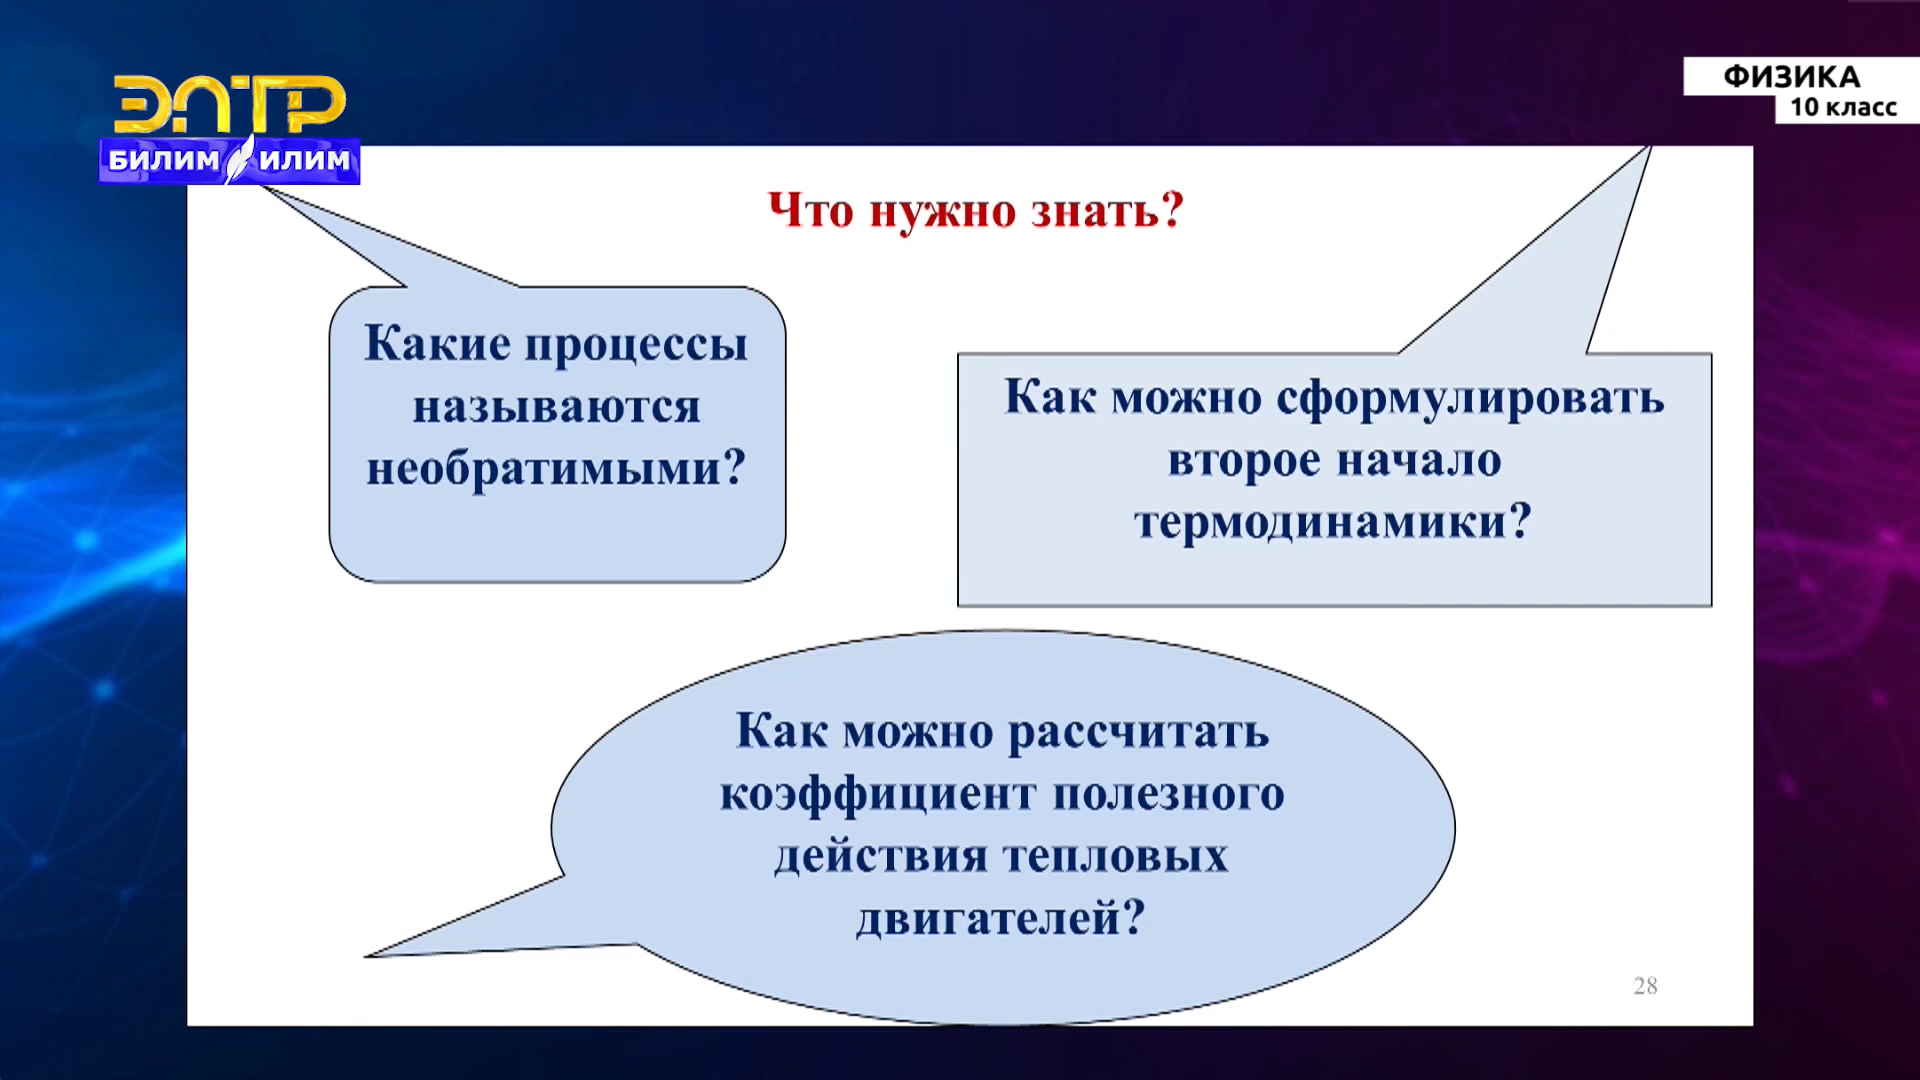 ЭЛТР
БИЛИМ ИЛИМ
ФИЗИКА
10 класс
Что нужно знать?
Какие процессы
называются
необратимыми?
Как можно сформулировать
второе начало
термодинамики?
Как можно рассчитать
коэффициент полезного
действия тепловых
двигателей?
28